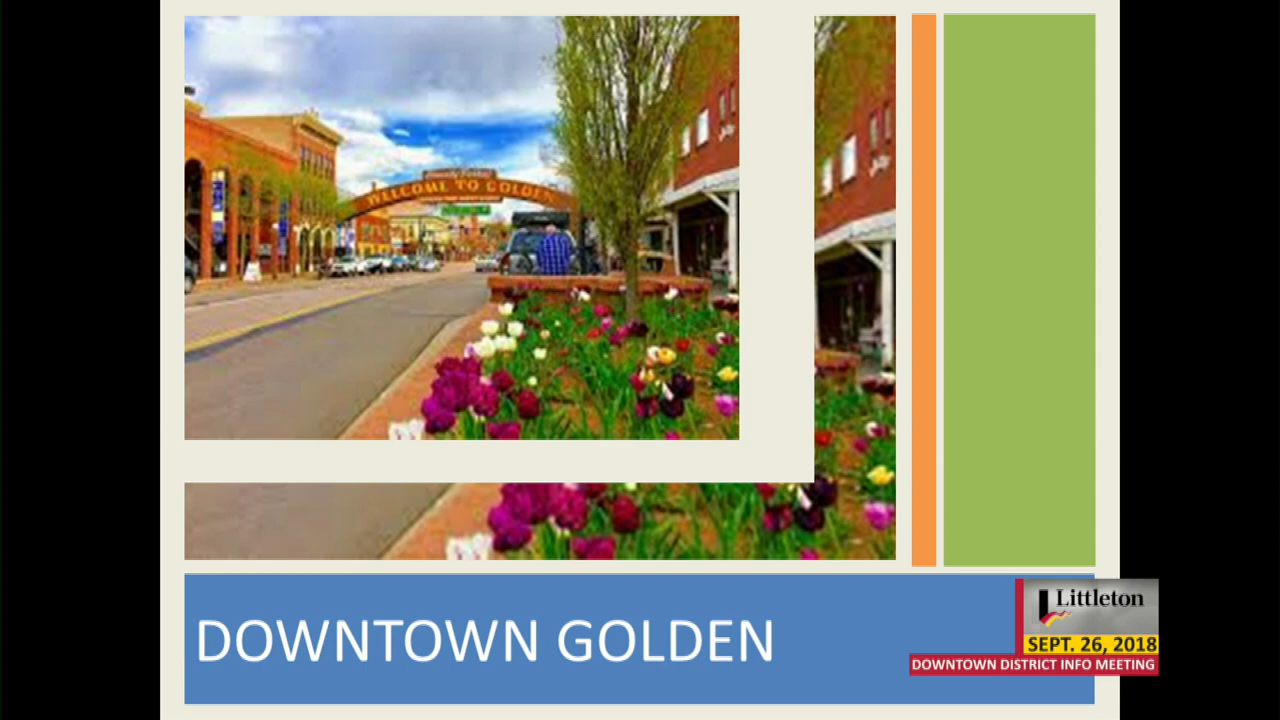 WELCOME TO GOLDEN
DOWNTOWN GOLDEN
Littleton
SEPT. 26, 2018
DOWNTOWN DISTRICT INFO MEETING